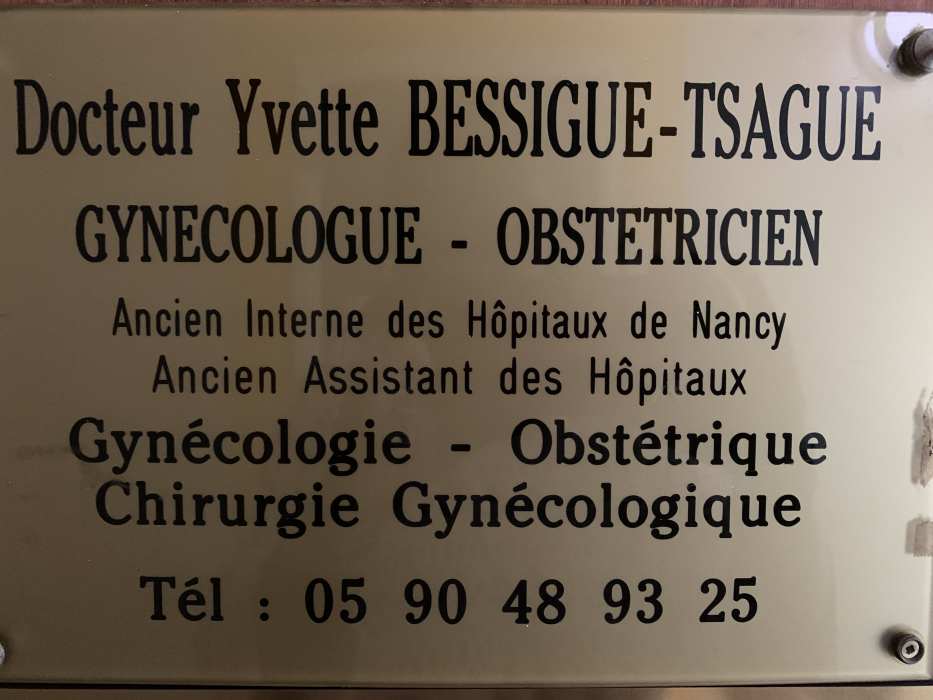 Docteur Yvette BESSIGUE-TSAGUE
GYNECOLOGUE - OBSTETRICIEN
Ancien Interne des Hôpitaux de Nancy
Ancien Assistant des Hôpitaux
Gynécologie - Obstétrique
Chirurgie Gynécologique
Tél : 05 90 48 93 25